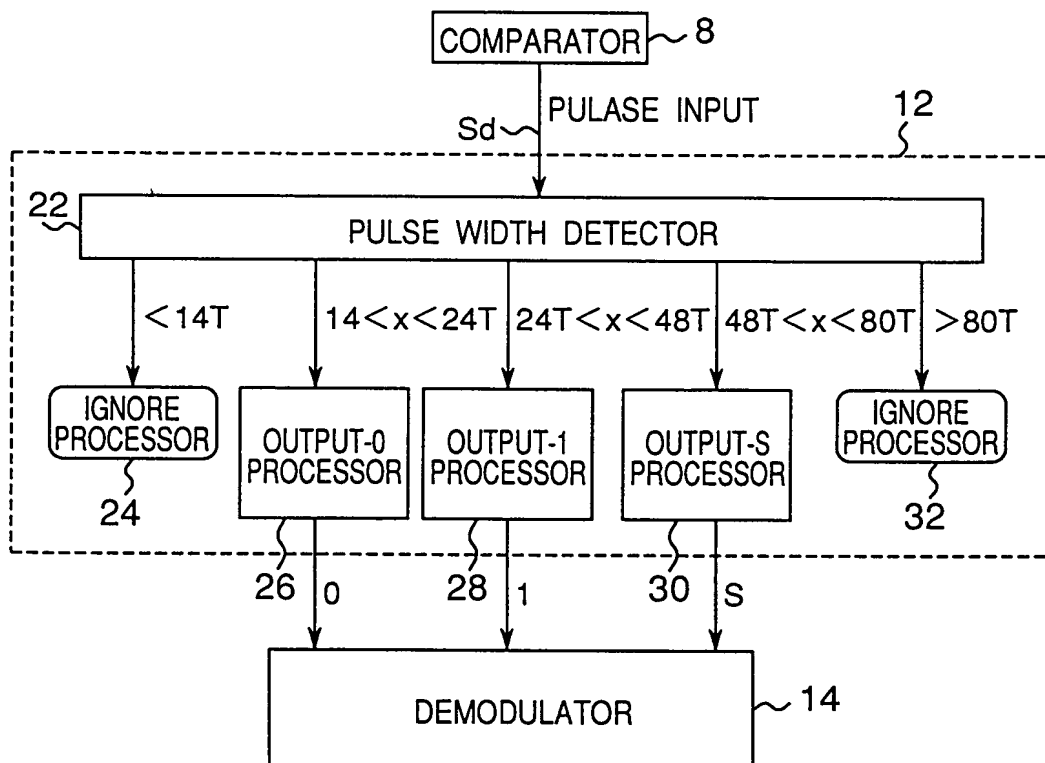 COMPARATOR
8
PULASE INPUT
Sd
12
22
PULSE WIDTH DETECTOR
<14T
14<x<24T
24T<x<48T
48T<x<80T
>80T
IGNORE
PROCESSOR
24
OUTPUT-0
PROCESSOR
26
OUTPUT-1
PROCESSOR
28
OUTPUT-S
PROCESSOR
30
IGNORE
PROCESSOR
32
0
1
S
DEMODULATOR
14